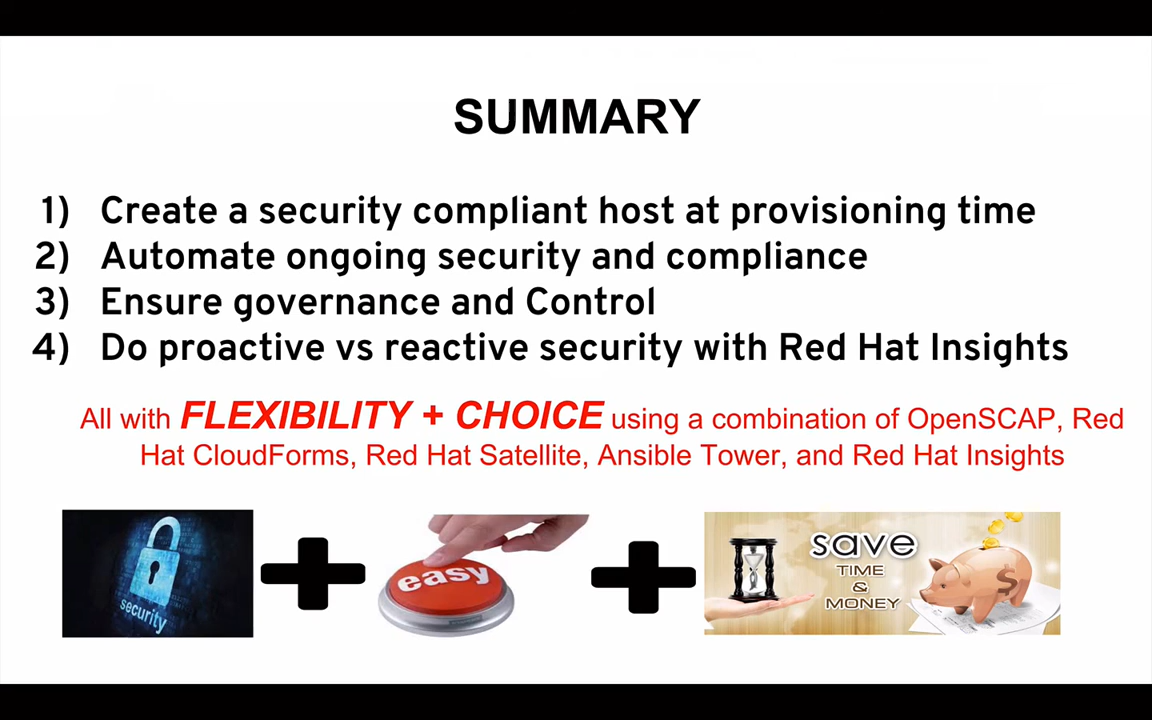 SUMMARY
1) Create a security compliant host at provisioning time
2) Automate ongoing security and compliance
3) Ensure governance and Control
4) Do proactive vs reactive security with Red Hat Insights
All with FLEXIBILITY + CHOICE using a combination of OpenSCAP, Red
Hat CloudForms, Red Hat Satellite, Ansible Tower, and Red Hat Insights
security
easy
save
TIME
&
MONEY
$